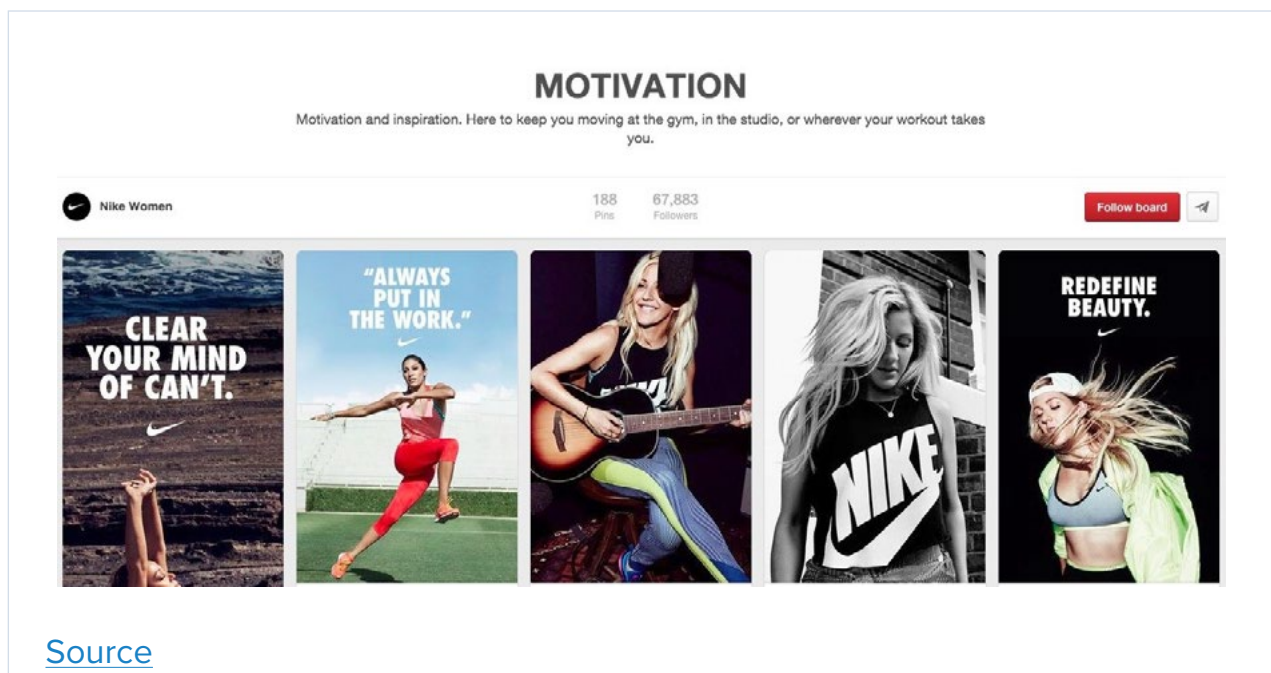 MOTIVATION
Motivation and inspiration. Here to keep you moving at the gym, in the studio, or wherever your workout takes
you.
Nike Women
188
Pins
67,883
Followers
Follow board
CLEAR
YOUR MIND
OF CAN'T.
“ALWAYS
PUT IN
THE WORK.”
NIKE
NIKE
REDEFINE
BEAUTY.
Source